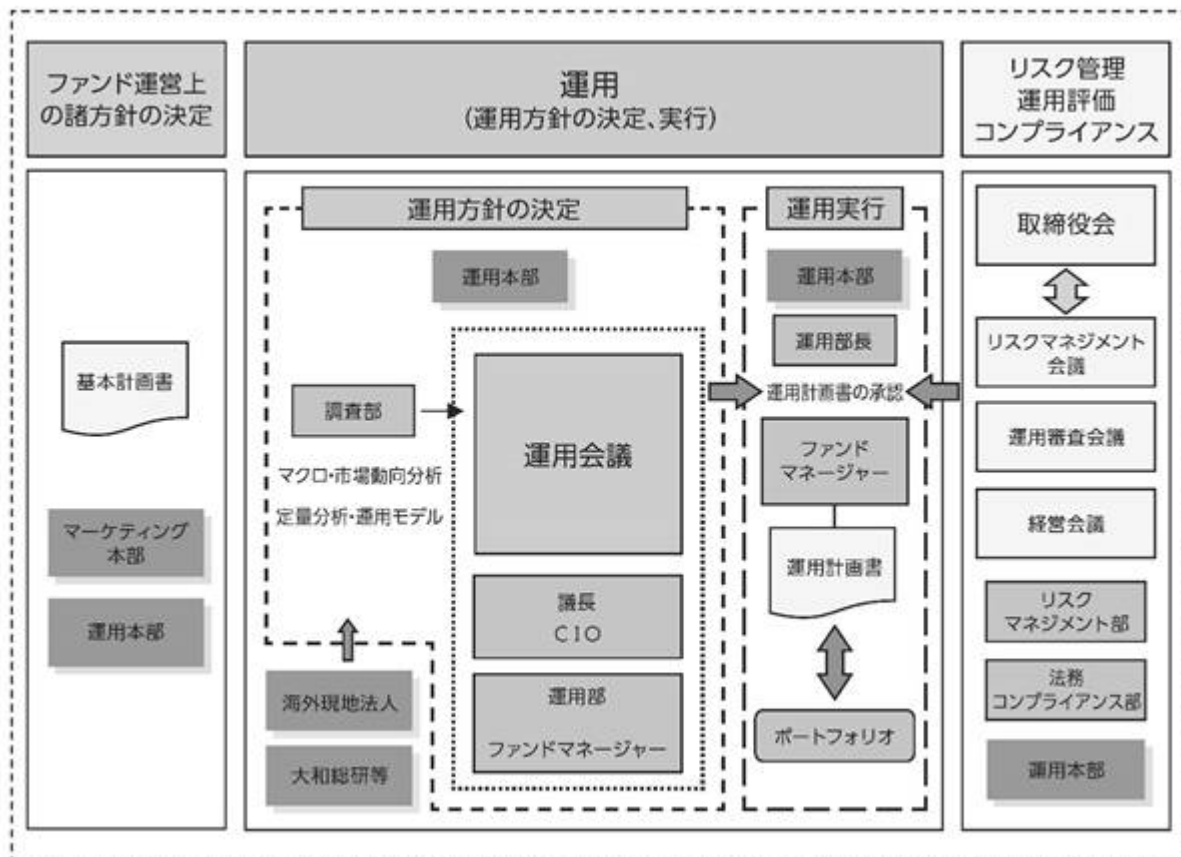 ファンド運営上
の諸方針の決定
運用
(運用方針の決定、実行)
リスク管理
運用評価
コンプライアンス
基本計画書
マーケティング
本部
運用本部
運用方針の決定
運用本部
調査部
マクロ・市場動向分析
定量分析・運用モデル
運用会議
議長
CIO
運用部
ファンドマネージャー
海外現地法人
大和総研等
運用実行
運用本部
運用部長
運用計画書の承認
ファンド
マネージャー
運用計画書
ポートフォリオ
取締役会
リスクマネジメント
会議
運用審査会議
経営会議
リスク
マネジメント部
法務
コンプライアンス部
運用本部